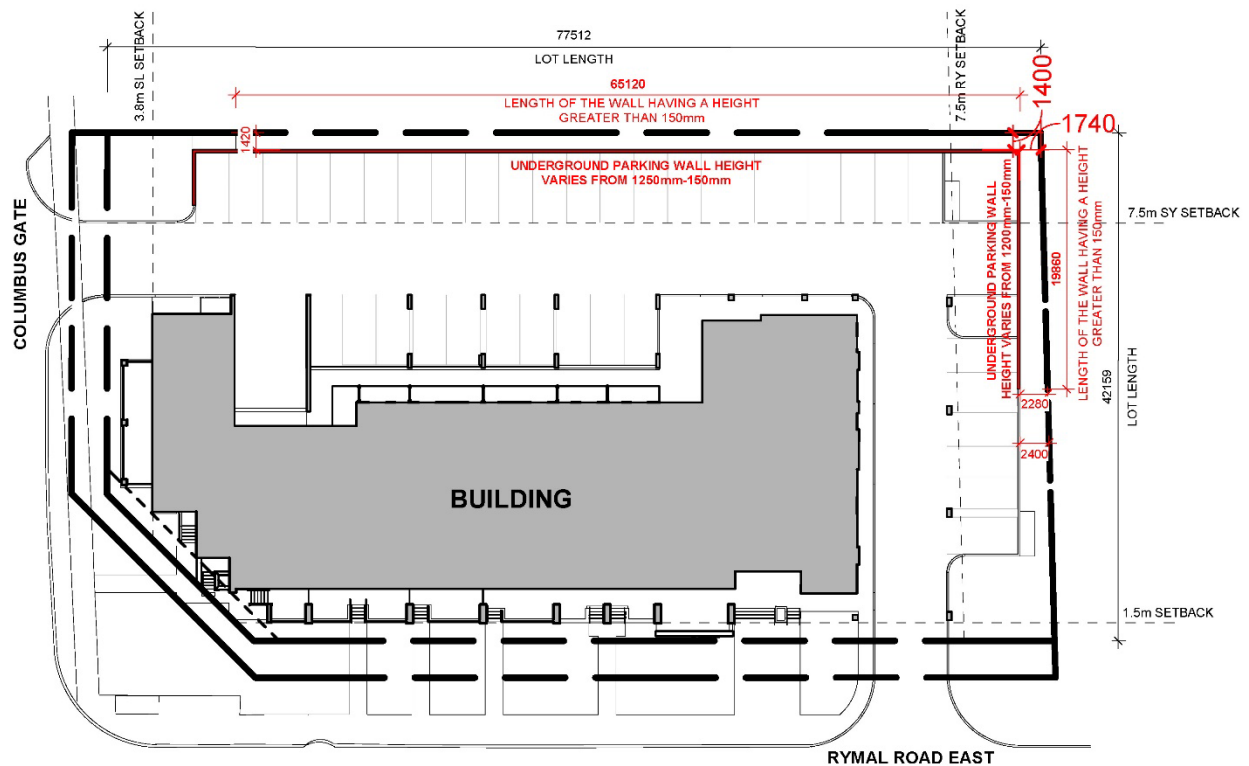 77512
LOT LENGTH
3.8m SL SETBACK
7.5m RY SETBACK
65120
LENGTH OF THE WALL HAVING A HEIGHT
GREATER THAN 150mm
1400
1740
1420
UNDERGROUND PARKING WALL HEIGHT
VARIES FROM 1250mm-150mm
UNDERGROUND PARKING WALL
HEIGHT VARIES FROM 1200mm-150mm
19860
LENGTH OF THE WALL HAVING A HEIGHT
GREATER THAN 150mm
7.5m SY SETBACK
COLUMBUS GATE
42159
LOT LENGTH
2280
2400
BUILDING
1.5m SETBACK
RYMAL ROAD EAST